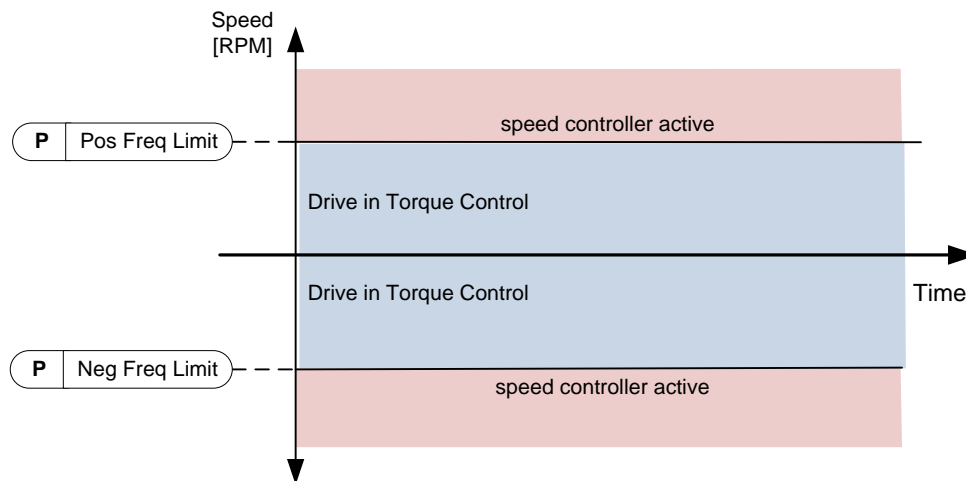 Speed
[RPM]
speed controller active
P Pos Freq Limit
Drive in Torque Control
Drive in Torque Control
Time
P Neg Freq Limit
speed controller active